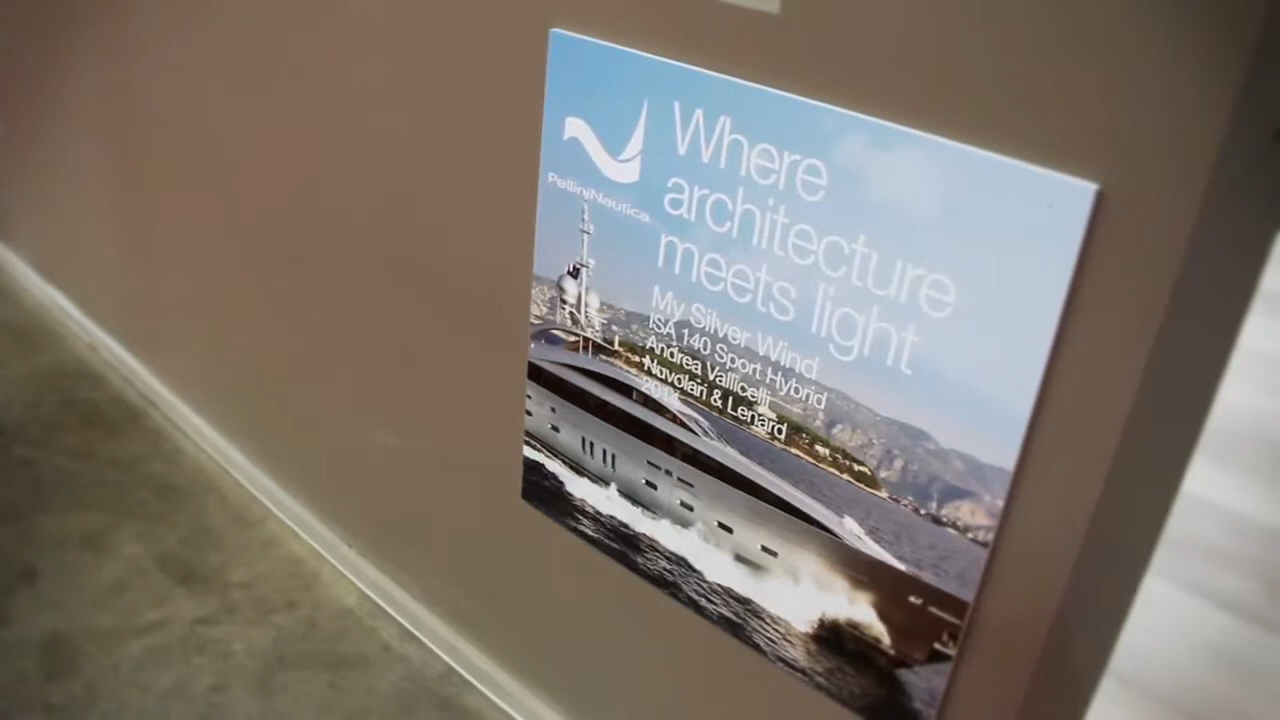 PelliniNautica
Where
architecture
meets light
My Silver Wind
ISA 140 Sport Hybrid
Andrea Vallicelli
Nuvolari & Lenard